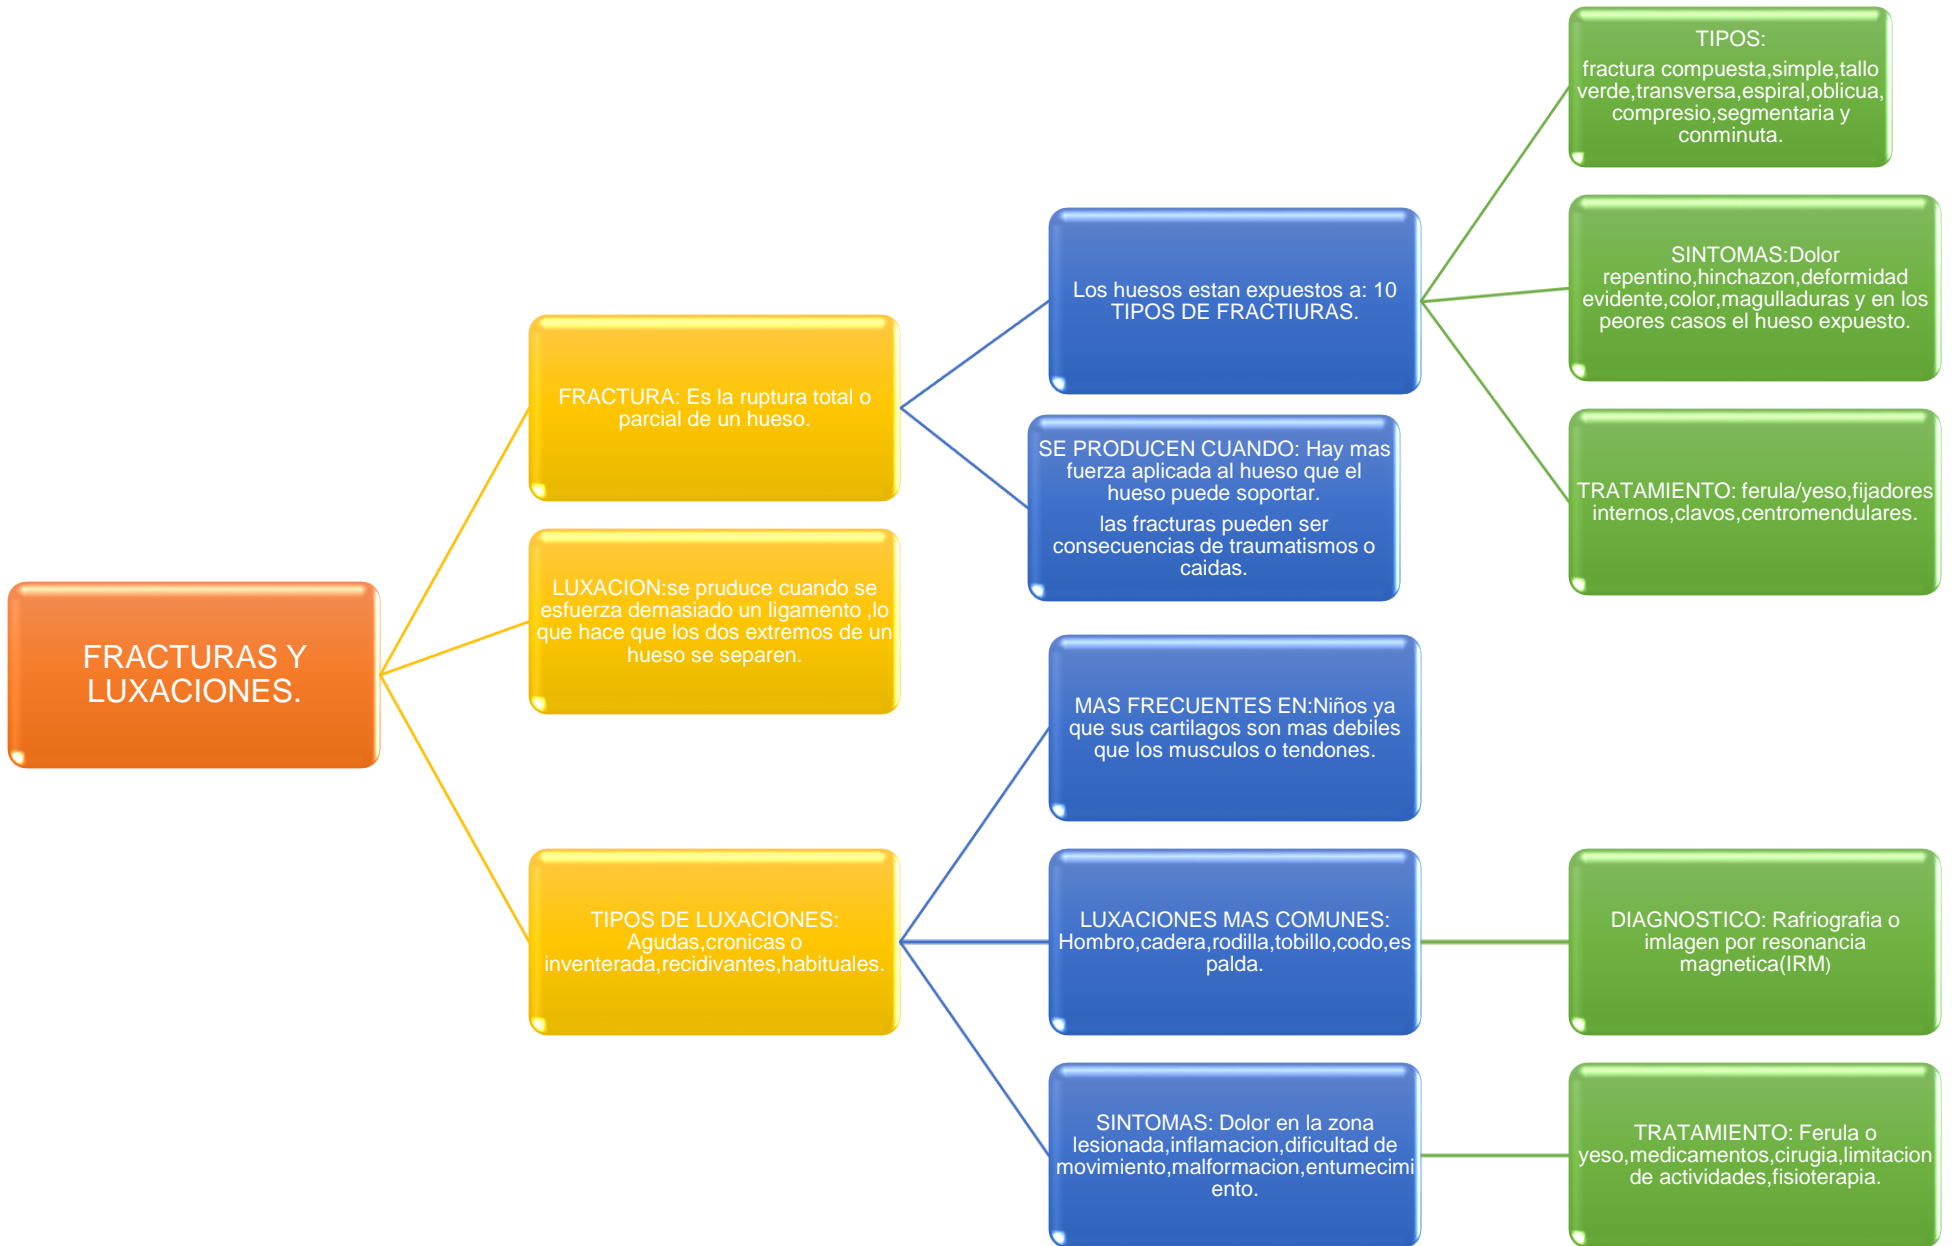 FRACTURAS Y
LUXACIONES.
FRACTURA: Es la ruptura total o
parcial de un hueso.
Los huesos estan expuestos a: 10
TIPOS DE FRACTIURAS.
TIPOS:
fractura compuesta,simple,tallo
verde,transversa,espiral,oblicua,
compresio,segmentaria y
conminuta.
SINTOMAS:Dolor
repentino,hinchazon,deformidad
evidente,color,magulladuras y en los
peores casos el hueso expuesto.
TRATAMIENTO: ferula/yeso,fijadores
internos,clavos,centromendulares.
SE PRODUCEN CUANDO: Hay mas
fuerza aplicada al hueso que el
hueso puede soportar.
las fracturas pueden ser
consecuencias de traumatismos o
caidas.
LUXACION:se pruduce cuando se
esfuerza demasiado un ligamento ,lo
que hace que los dos extremos de un
hueso se separen.
TIPOS DE LUXACIONES:
Agudas,cronicas o
inventerada,recidivantes,habituales.
MAS FRECUENTES EN:Niños ya
que sus cartilagos son mas debiles
que los musculos o tendones.
LUXACIONES MAS COMUNES:
Hombro,cadera,rodilla,tobillo,codo,es
palda.
DIAGNOSTICO: Rafriografia o
imlagen por resonancia
magnetica(IRM)
SINTOMAS: Dolor en la zona
lesionada,inflamacion,dificultad de
movimiento,malformacion,entumecimi
ento.
TRATAMIENTO: Ferula o
yeso,medicamentos,cirugia,limitacion
de actividades,fisioterapia.